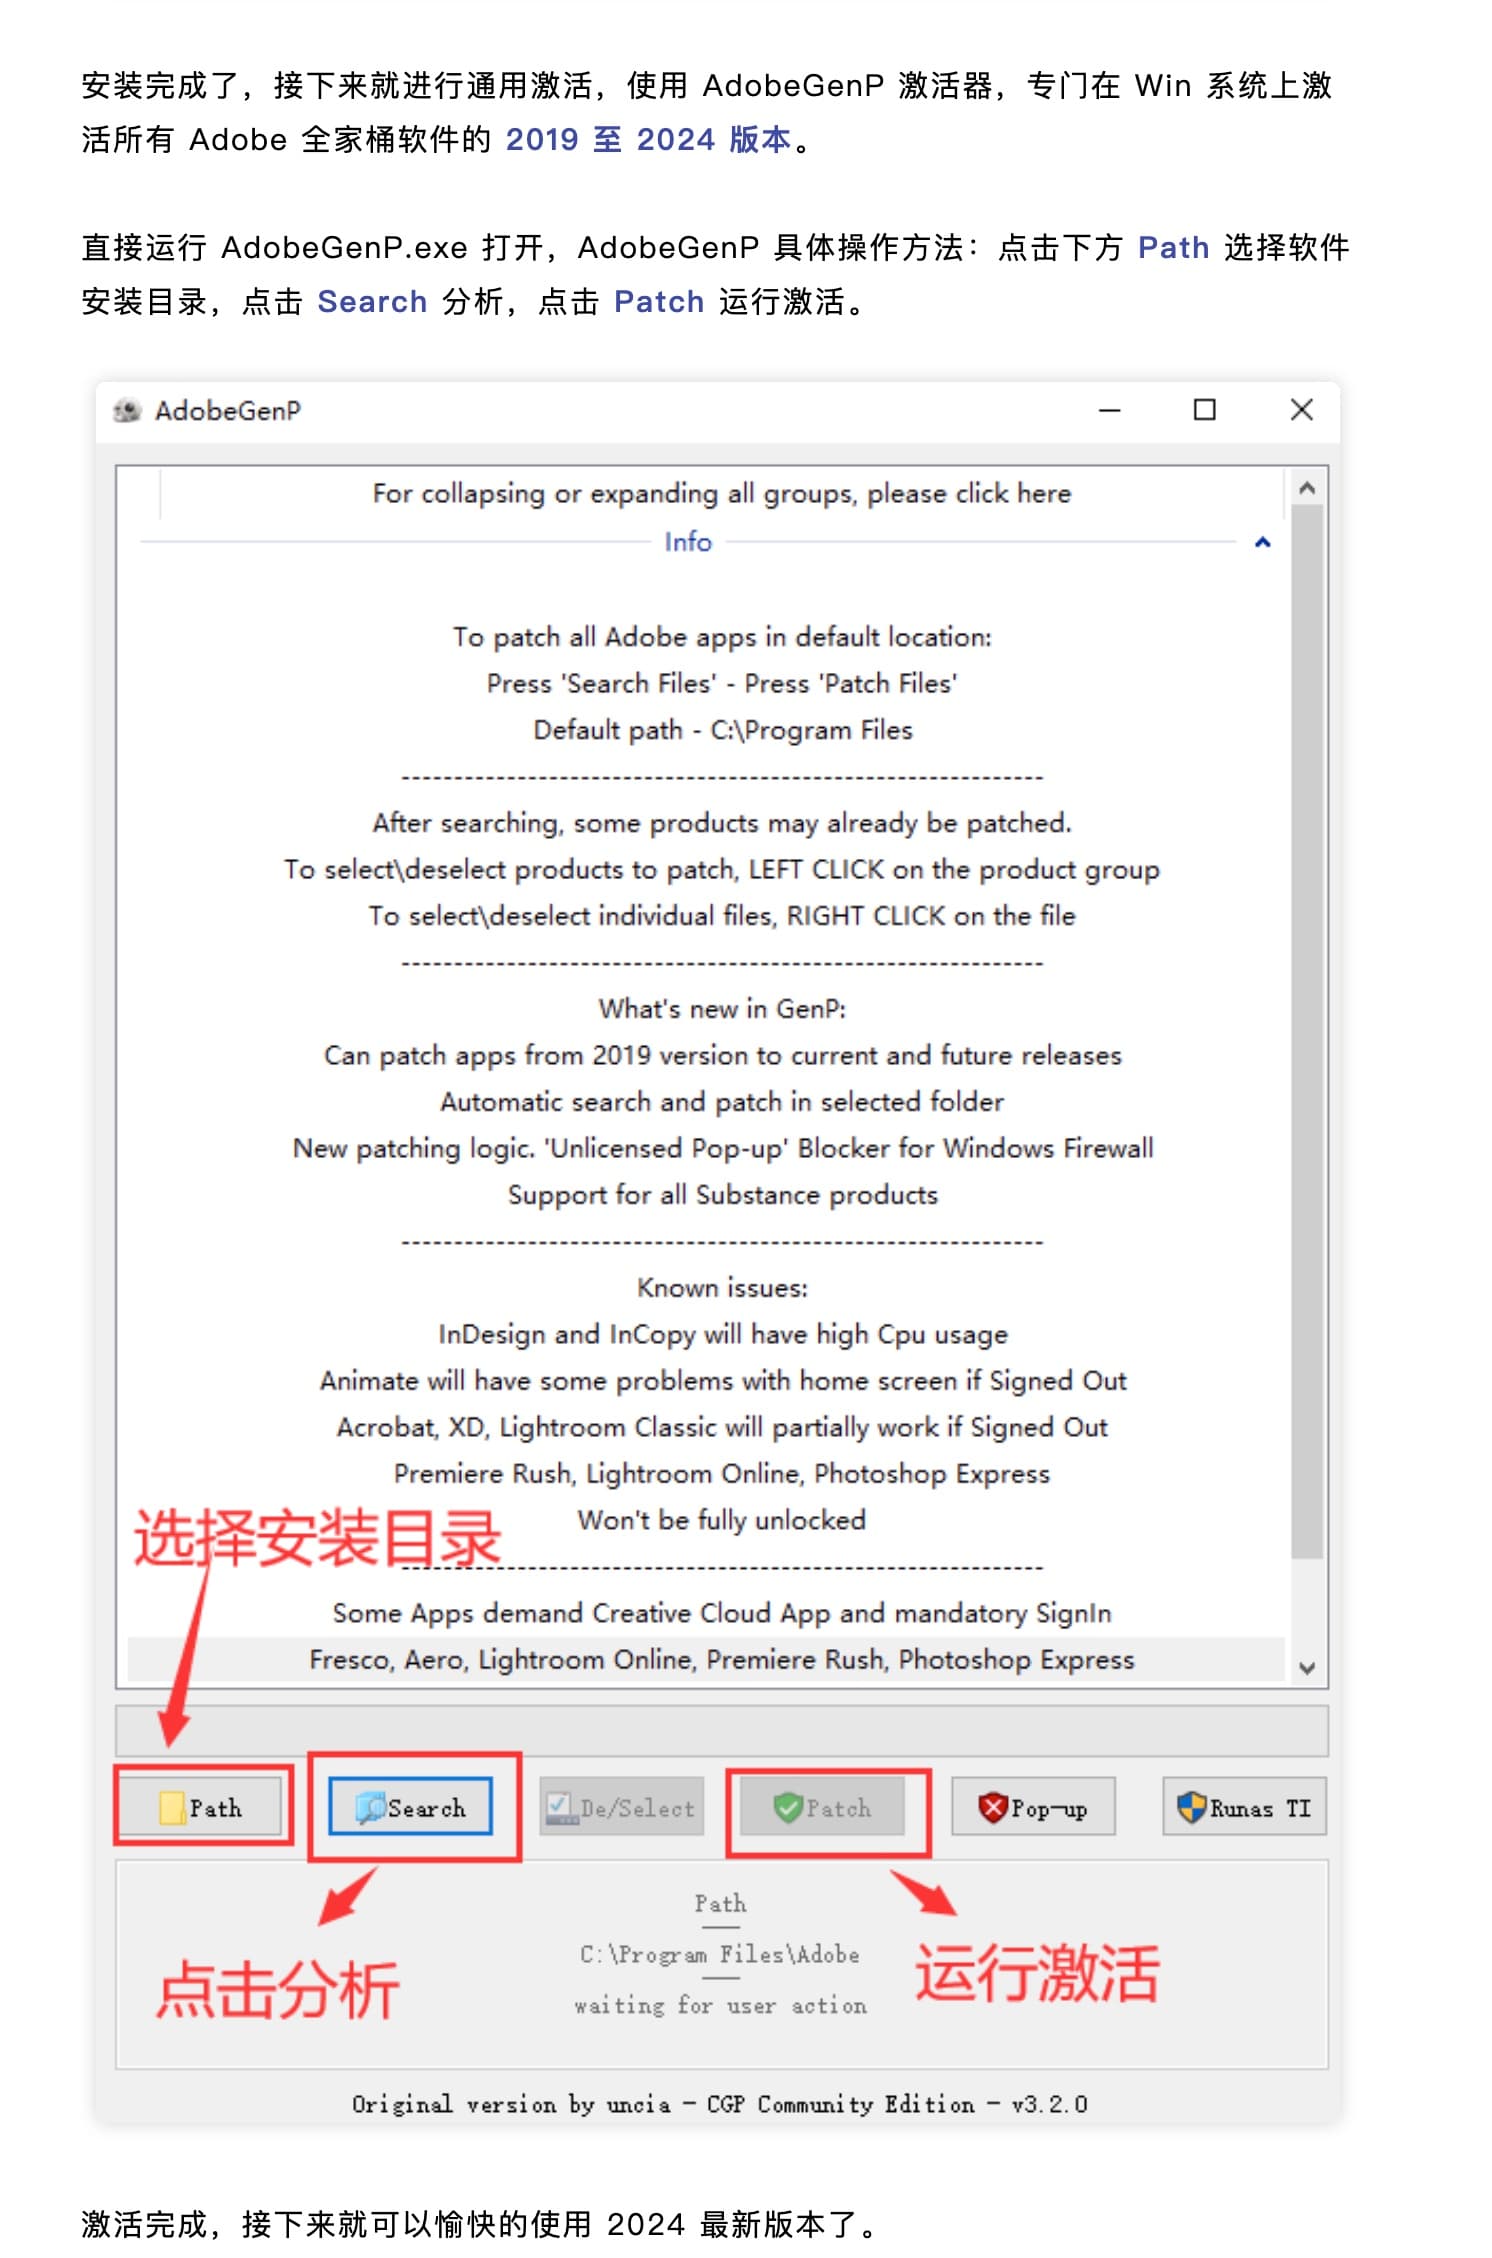 安装完成了，接下来就进行通用激活，使用 AdobeGenP 激活器，专门在 Win 系统上激
活所有 Adobe 全家桶软件的 2019 至 2024 版本。
直接运行 AdobeGenP.exe 打开，AdobeGenP 具体操作方法：点击下方 Path 选择软件
安装目录，点击 Search 分析，点击 Patch 运行激活。
AdobeGenP
For collapsing or expanding all groups, please click here
Info
To patch all Adobe apps in default location:
Press 'Search Files' - Press 'Patch Files'
Default path - C:\Program Files
--------------------------------------------------------------
After searching, some products may already be patched.
To select\deselect products to patch, LEFT CLICK on the product group
To select\deselect individual files, RIGHT CLICK on the file
--------------------------------------------------------------
What's new in GenP:
Can patch apps from 2019 version to current and future releases
Automatic search and patch in selected folder
New patching logic. 'Unlicensed Pop-up' Blocker for Windows Firewall
Support for all Substance products
--------------------------------------------------------------
Known issues:
InDesign and InCopy will have high Cpu usage
Animate will have some problems with home screen if Signed Out
Acrobat, XD, Lightroom Classic will partially work if Signed Out
Premiere Rush, Lightroom Online, Photoshop Express
Won't be fully unlocked
选择安装目录
--------------------------------------------------------------
Some Apps demand Creative Cloud App and mandatory SignIn
Fresco, Aero, Lightroom Online, Premiere Rush, Photoshop Express
Path Search De/Select Patch Pop-up Runas TI
Path
C:\Program Files\Adobe
waiting for user action
点击分析
运行激活
Original version by uncia - CGP Community Edition - v3.2.0
激活完成，接下来就可以愉快的使用 2024 最新版本了。